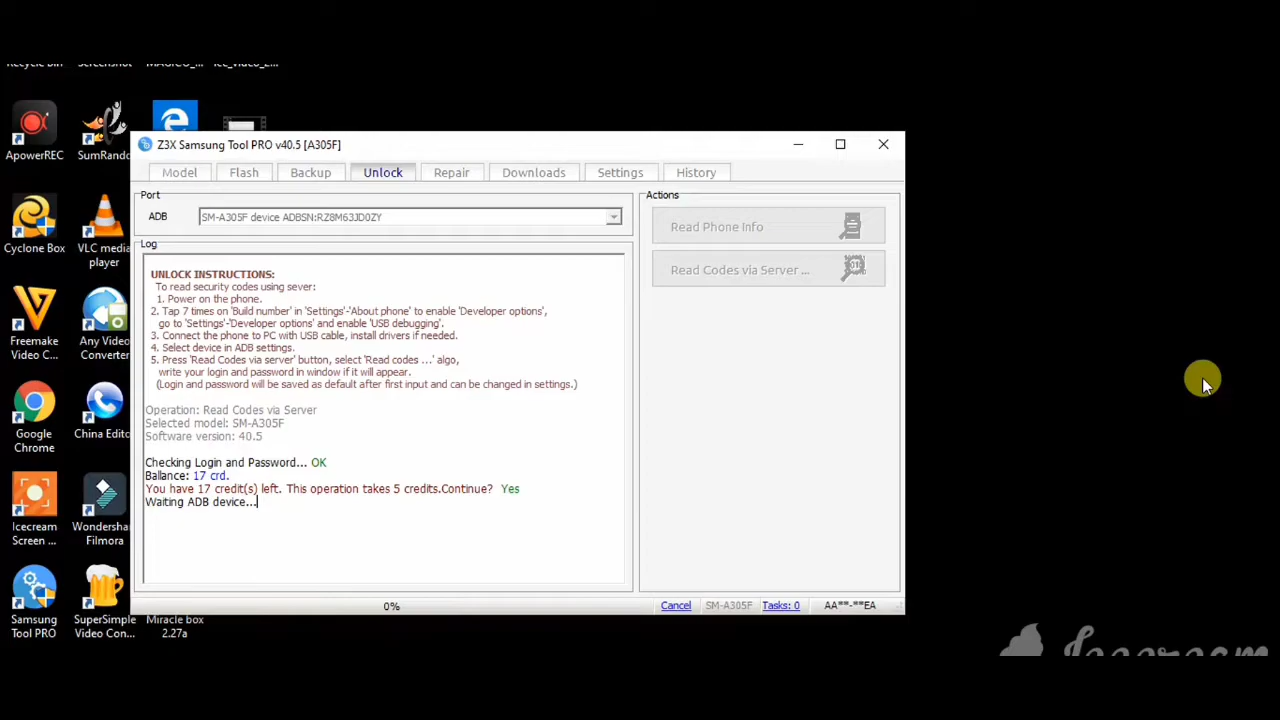 Recycle Bin
Screenshot
ApowerREC
SumRando
Cyclone Box
VLC media
player
Freemake
Video C...
Any Video
Converter
Google
Chrome
China Edito
Icecream
Screen ...
Wondersha
Filmora
Samsung
Tool PRO
SuperSimple
Video Con...
Miracle box
2.27a
Z3X Samsung Tool PRO v40.5 [A305F]
Model
Flash
Backup
Unlock
Repair
Downloads
Settings
History
Port
ADB
SM-A305F device ADBSN:RZ8M63JD0ZY
Log
UNLOCK INSTRUCTIONS:
To read security codes using sever:
1. Power on the phone.
2. Tap 7 times on 'Build number' in 'Settings'-'About phone' to enable 'Developer options',
go to 'Settings'-'Developer options' and enable 'USB debugging'.
3. Connect the phone to PC with USB cable, install drivers if needed.
4. Select device in ADB settings.
5. Press 'Read Codes via server' button, select 'Read codes ...' algo,
write your login and password in window if it will appear.
(Login and password will be saved as default after first input and can be changed in settings.)
Operation: Read Codes via Server
Selected model: SM-A305F
Software version: 40.5
Checking Login and Password... OK
Ballance: 17 crd.
You have 17 credit(s) left. This operation takes 5 credits.Continue? Yes
Waiting ADB device...
Actions
Read Phone Info
Read Codes via Server ...
0%
Cancel
SM-A305F
Tasks: 0
AA**-**EA
Icecream